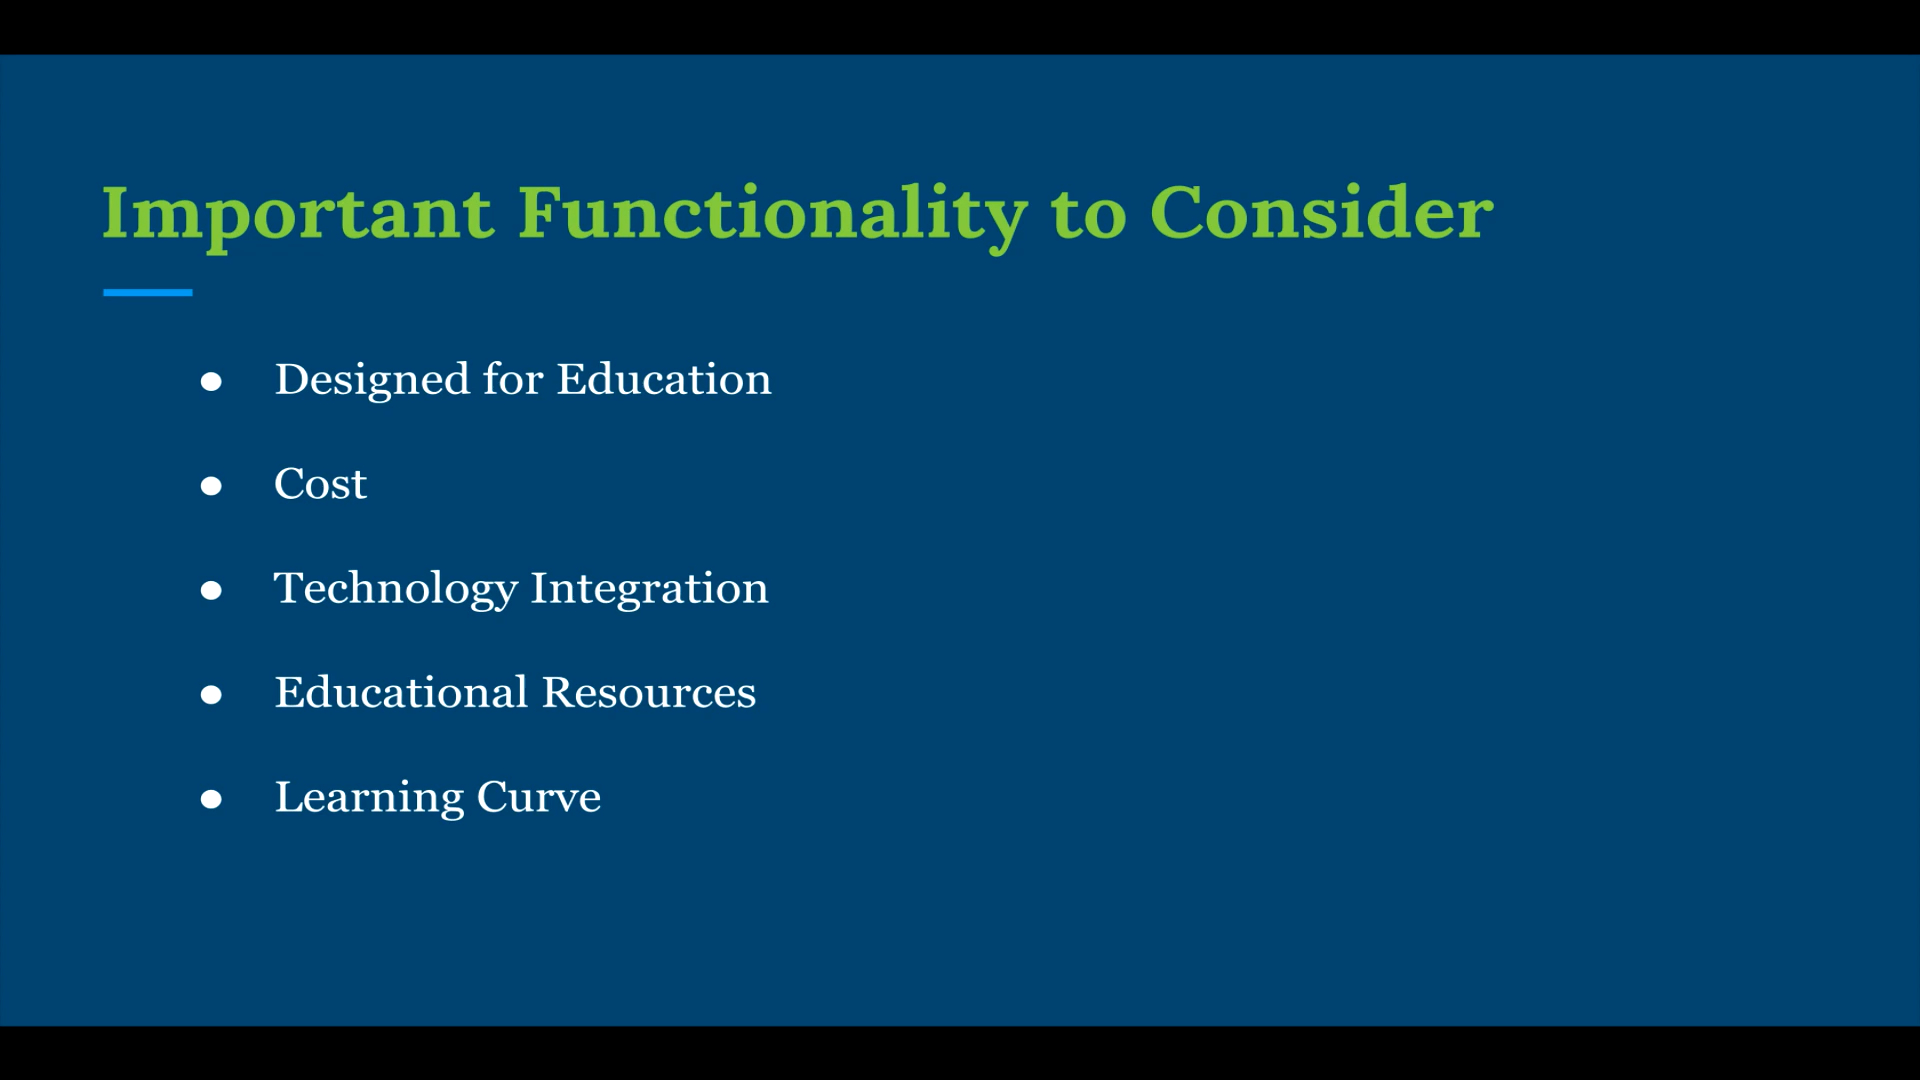 Important Functionality to Consider
● Designed for Education
● Cost
● Technology Integration
● Educational Resources
● Learning Curve